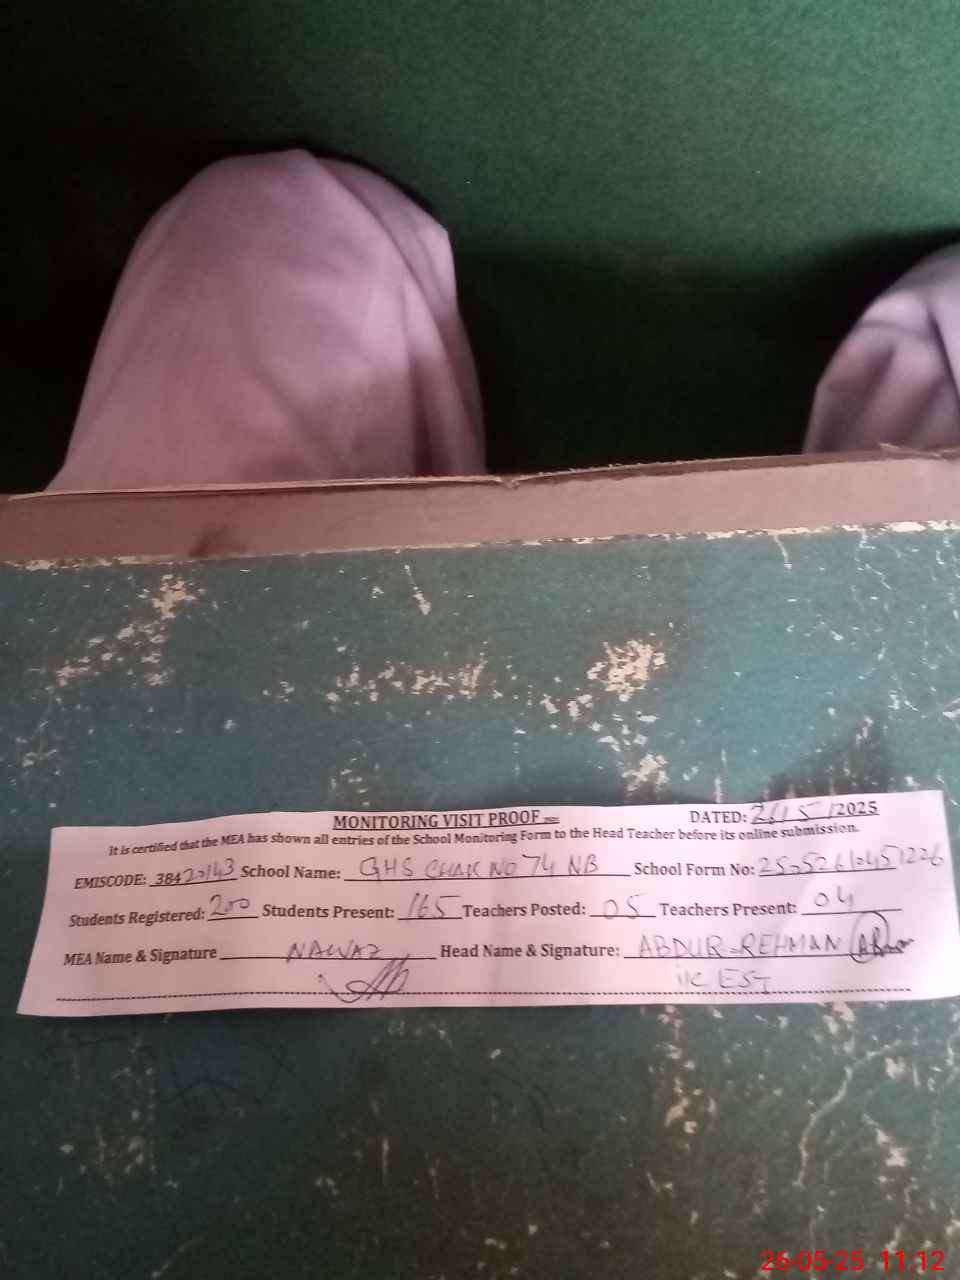 MONITORING VISIT PROOF
DATED: 26/5/2025
It is certified that the MEA has shown all entries of the School Monitoring Form to the Head Teacher before its online submission.
EMISCODE: 38420143 School Name: GHS CHAK NO 74 NB School Form No:
Students Registered: 200 Students Present: 165 Teachers Posted: 05 Teachers Present: 04
MEA Name & Signature NAWAZ Head Name & Signature: ABDUR-REHMAN
i/c EST
26-05-25 11:12